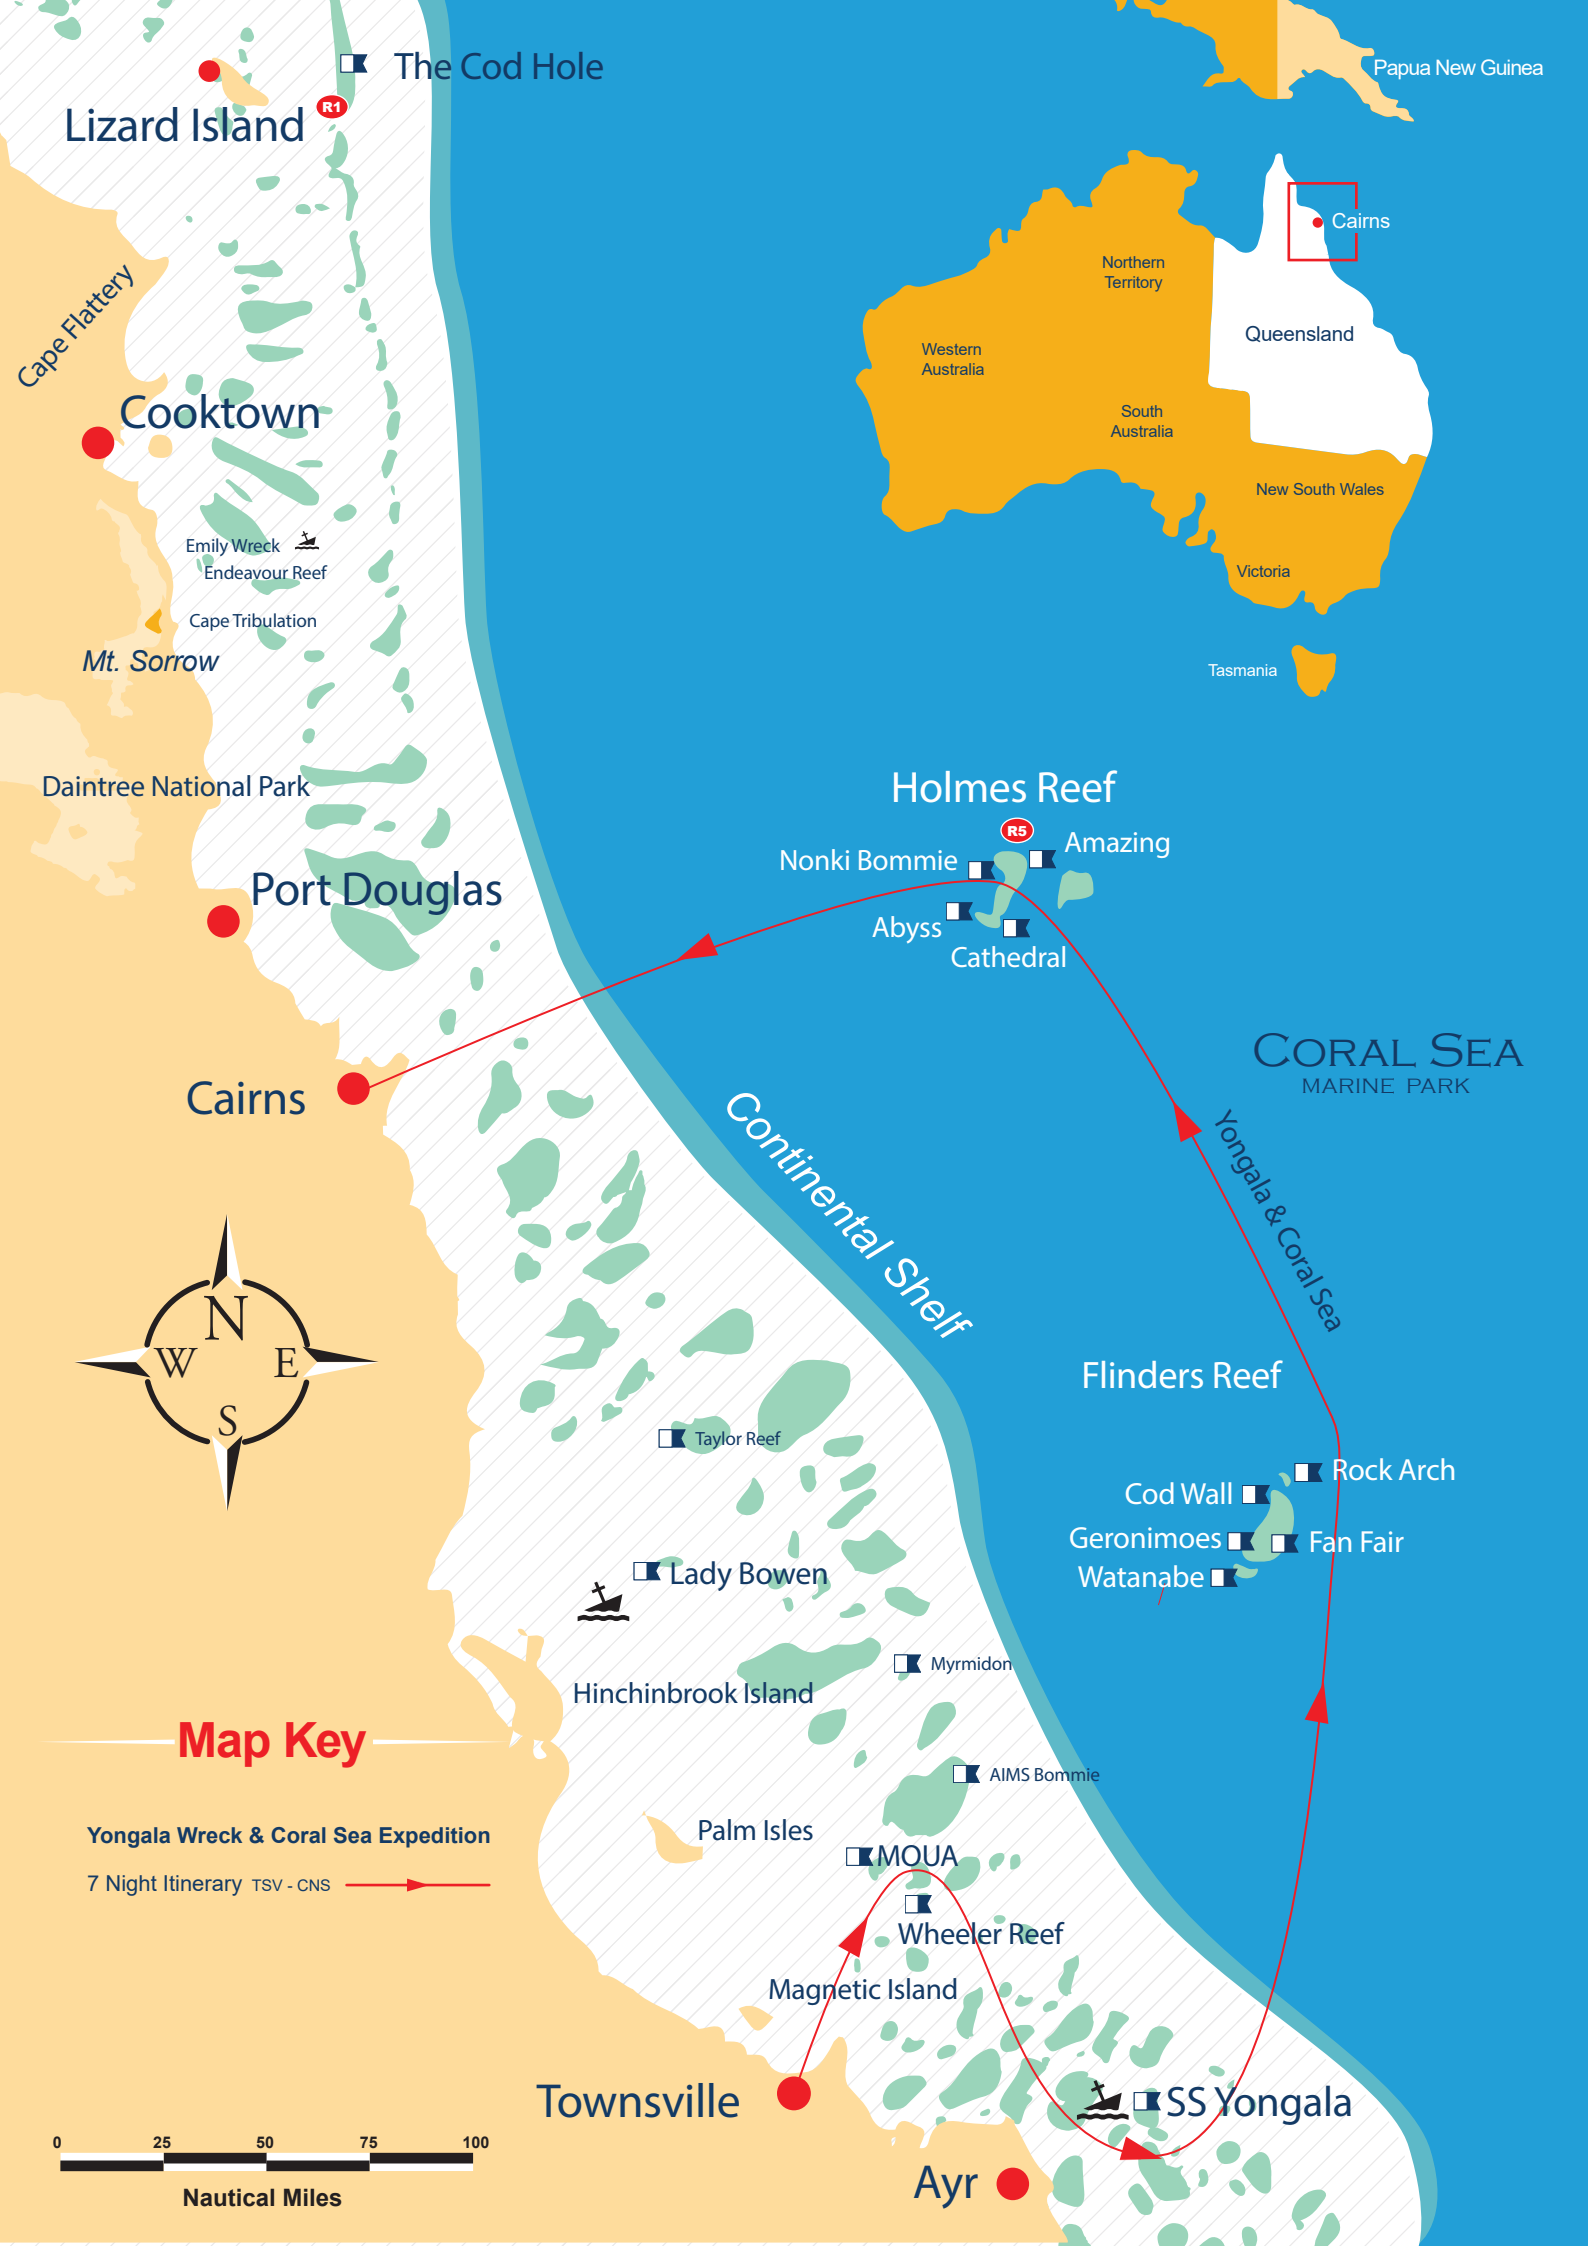 Papua New Guinea
The Cod Hole
R1
Lizard Island
Cairns
Northern
Territory
Queensland
Western
Australia
South
Australia
New South Wales
Victoria
Tasmania
Cape Flattery
Cooktown
Emily Wreck
Endeavour Reef
Cape Tribulation
Mt. Sorrow
Daintree National Park
Port Douglas
Holmes Reef
R5
Amazing
Nonki Bommie
Abyss
Cathedral
CORAL SEA
MARINE PARK
Cairns
Continental Shelf
Yongala & Coral Sea
N
W
E
S
Flinders Reef
Taylor Reef
Rock Arch
Cod Wall
Geronimoes
Fan Fair
Watanabe
Lady Bowen
Myrmidon
Hinchinbrook Island
Map Key
AIMS Bommie
Yongala Wreck & Coral Sea Expedition
Palm Isles
MOUA
7 Night Itinerary TSV - CNS
Wheeler Reef
Magnetic Island
Townsville
SS Yongala
0 25 50 75 100
Nautical Miles
Ayr